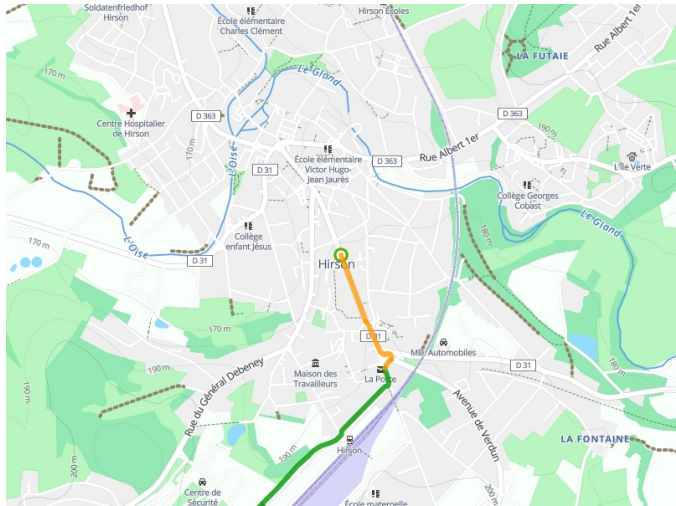 Soldatenfriedhof
Hirson
École élémentaire
Charles Clément
Hirson Écoles
LA FUTAIE
Rue Albert 1er
170 m
Le Gland
Centre Hospitalier
de Hirson
D 363
170 m
L'Oise
École élémentaire
Victor Hugo-
Jean Jaurès
D 363
Rue Albert 1er
190 m
L'Île Verte
D 31
Collège Georges
Cobast
Le Gland
Collège
enfant Jésus
180 m
170 m
L'Oise
D 31
Hirson
170 m
D 31
MD Automobiles
D 31
190 m
Maison des
Travailleurs
La Poste
180 m
190 m
Rue du Général Debeney
Avenue de Verdun
Hirson
LA FONTAINE
190 m
200 m
Centre de
Sécurité
École maternelle
200 m